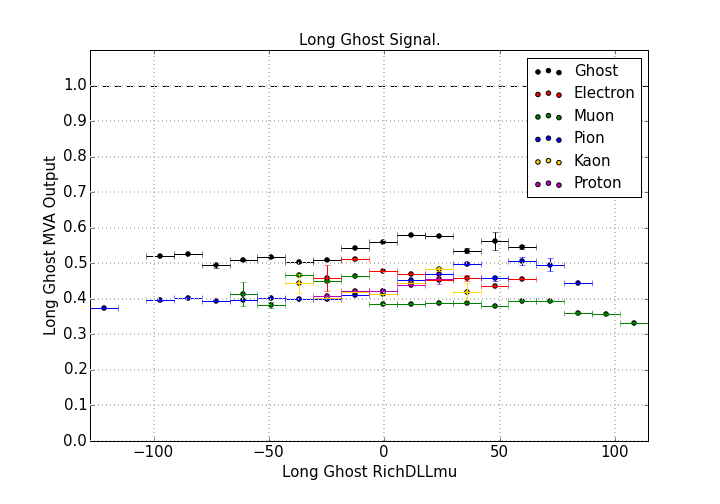 Long Ghost Signal.
Ghost
Electron
Muon
Pion
Kaon
Proton
Long Ghost MVA Output
1.0
0.9
0.8
0.7
0.6
0.5
0.4
0.3
0.2
0.1
0.0
−100 −50 0 50 100
Long Ghost RichDLLmu